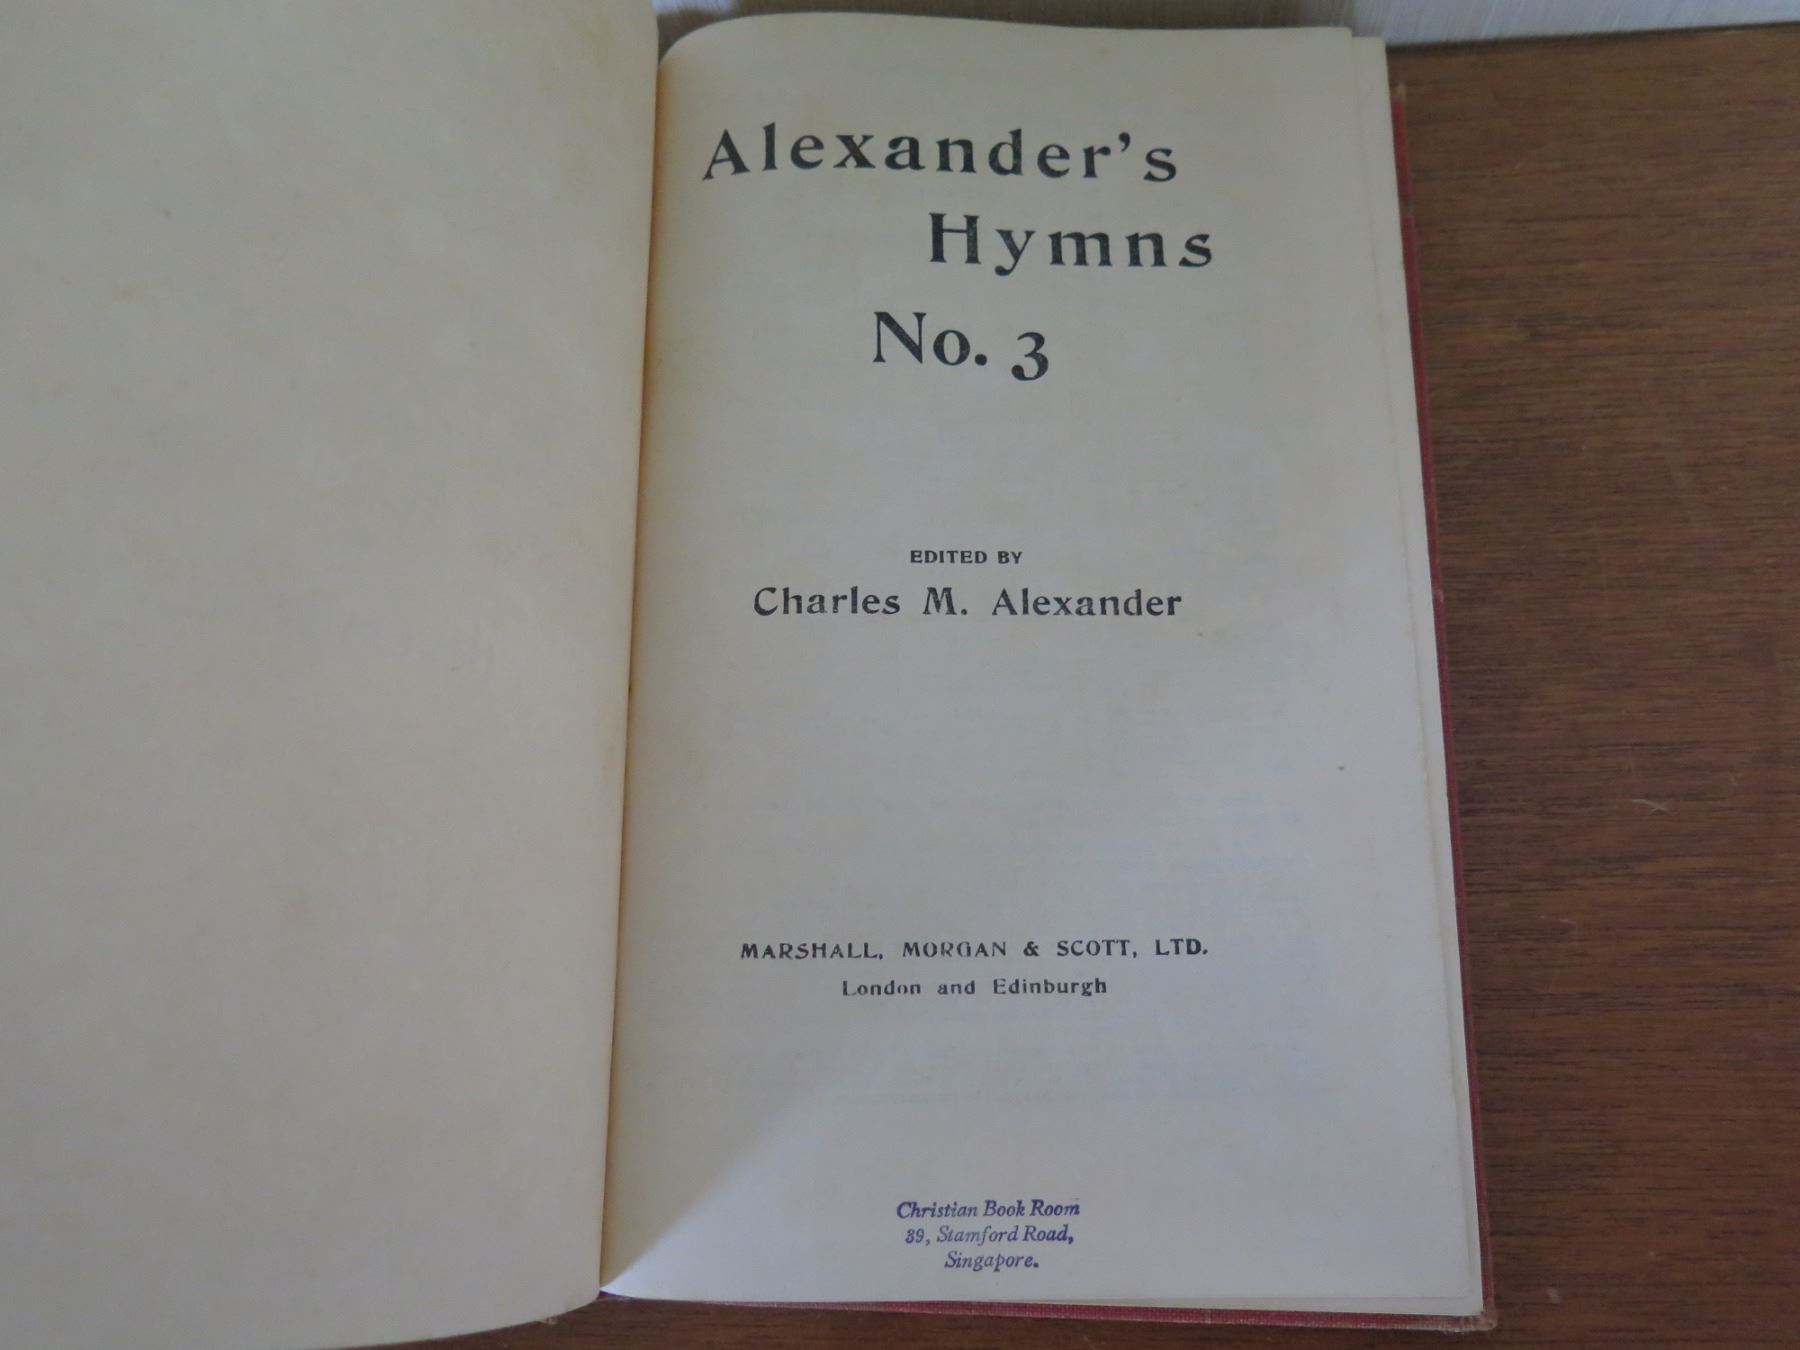 Alexander's
Hymns
No. 3
EDITED BY
Charles M. Alexander
MARSHALL, MORGAN & SCOTT, LTD.
London and Edinburgh
Christian Book Room
39, Stamford Road,
Singapore.